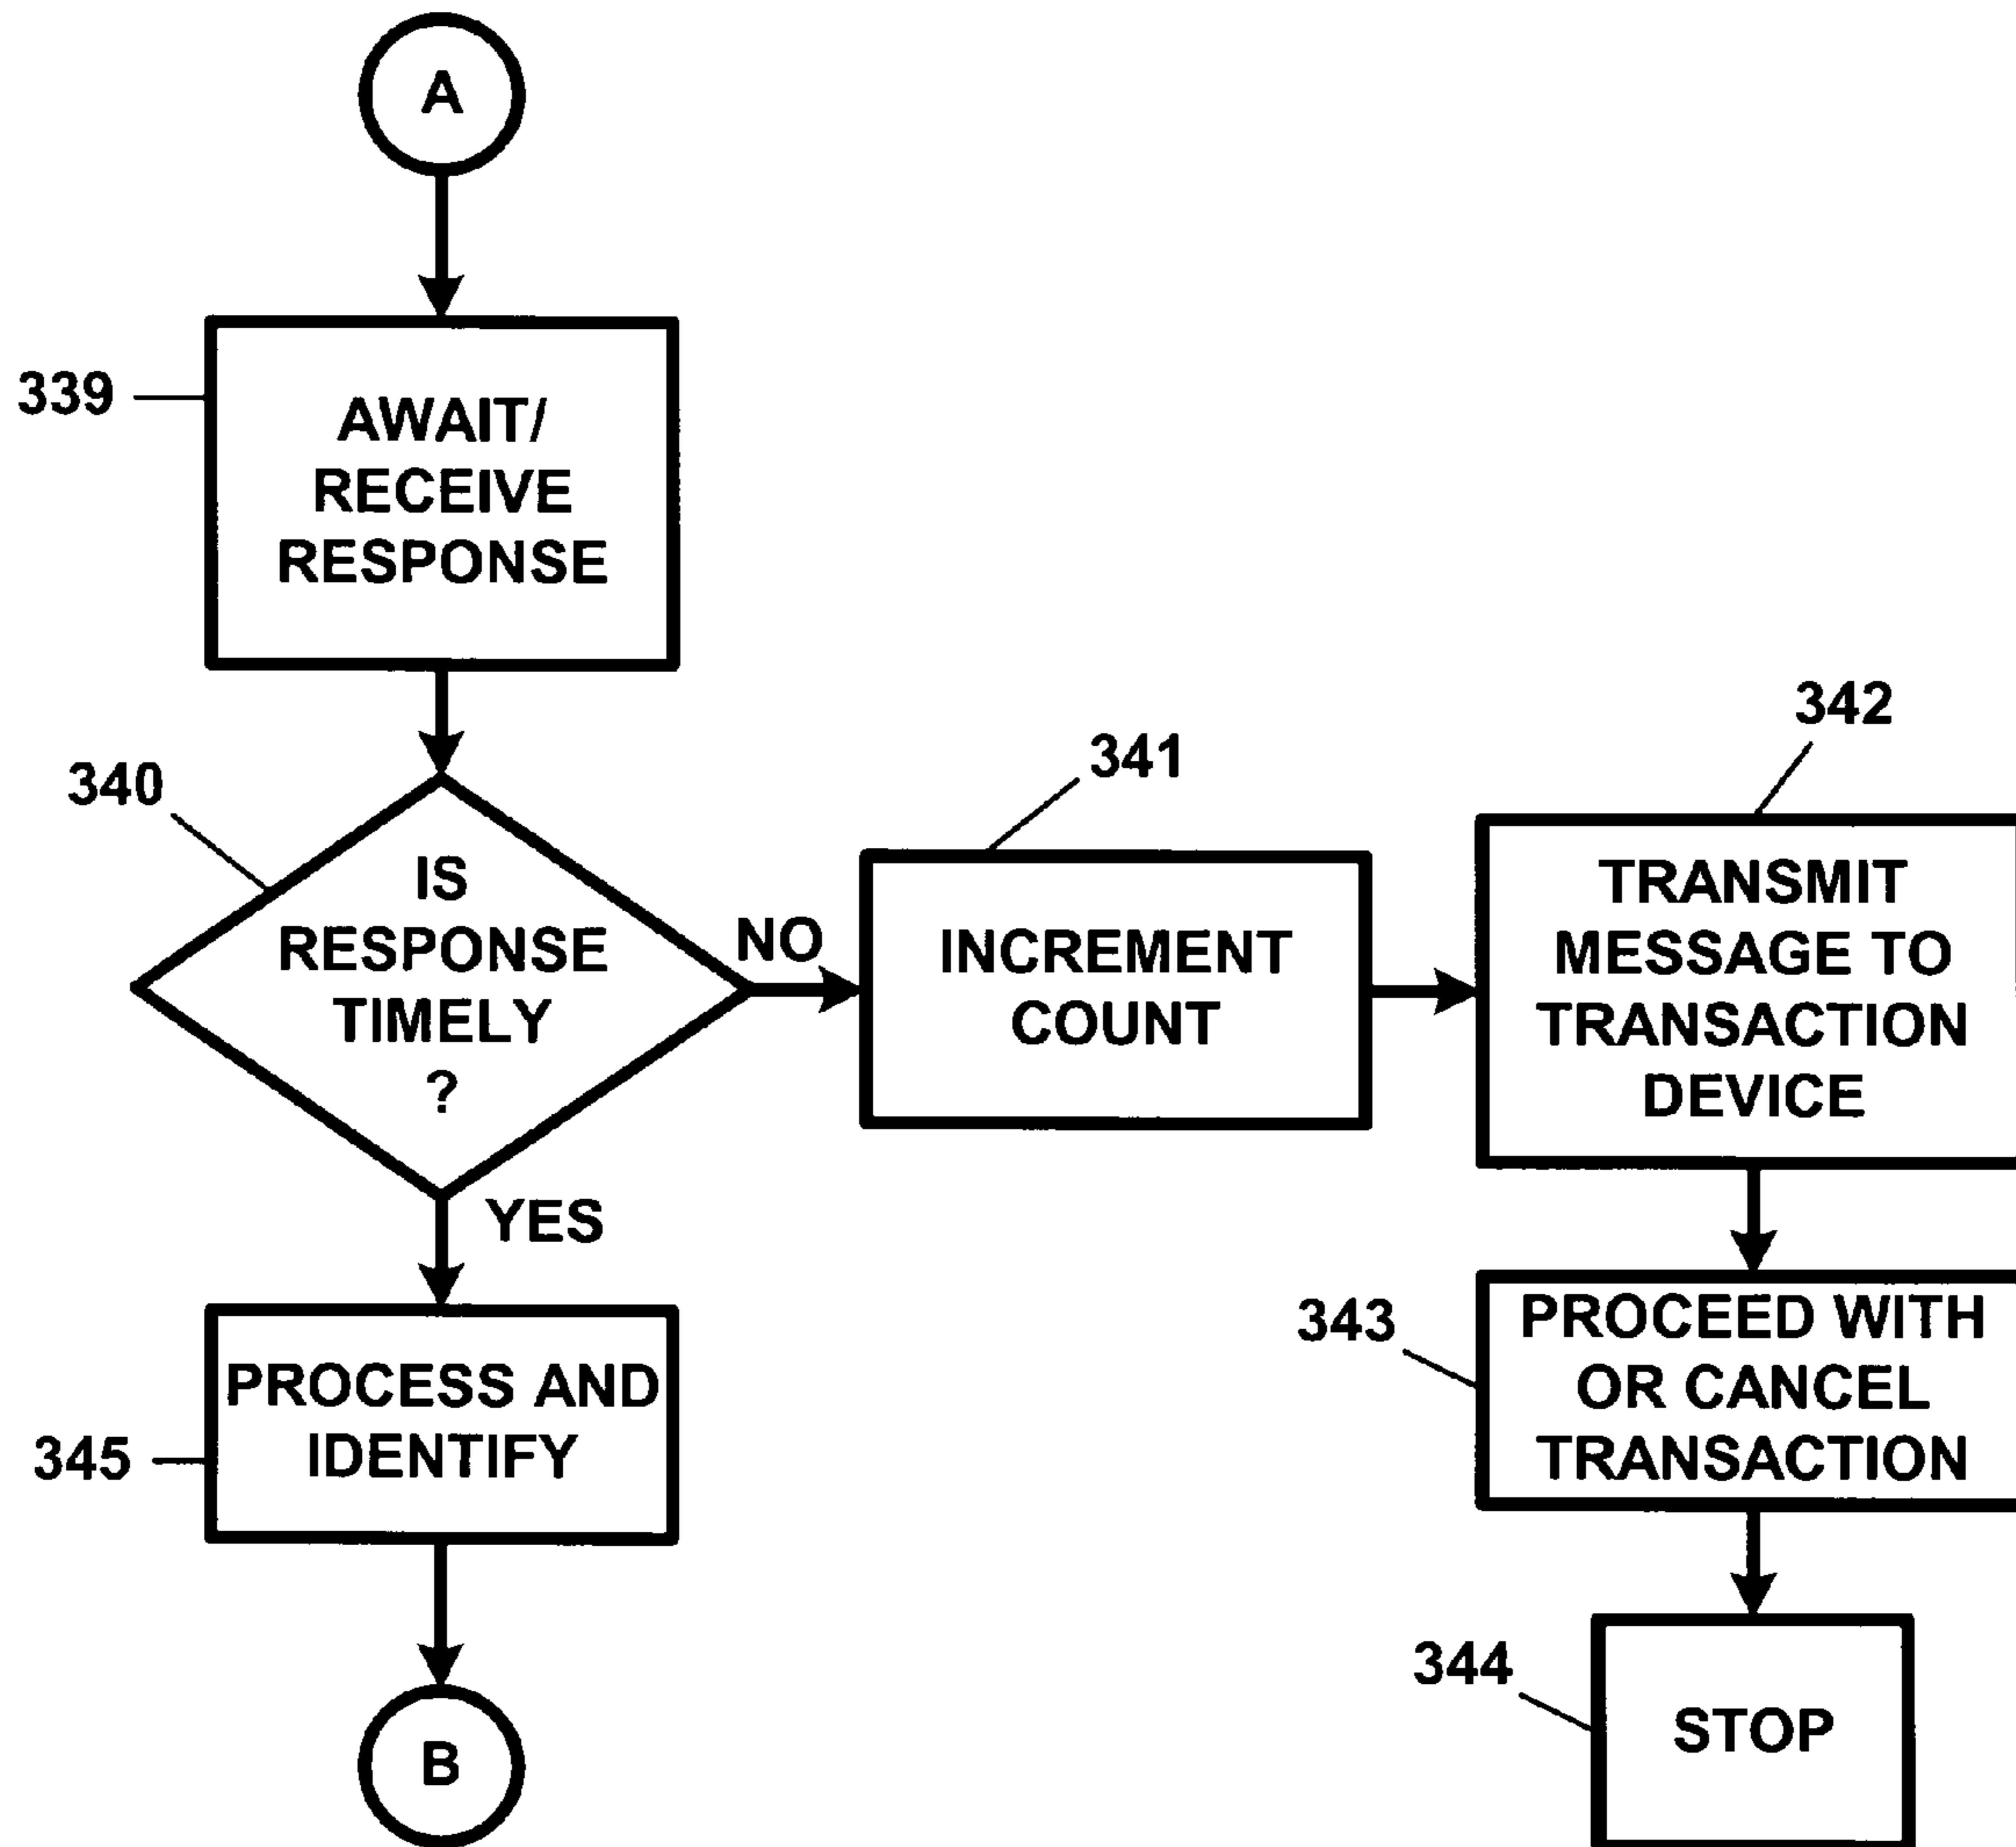 A
339
AWAIT/
RECEIVE
RESPONSE
340
IS
RESPONSE
TIMELY
?
NO
YES
341
INCREMENT
COUNT
342
TRANSMIT
MESSAGE TO
TRANSACTION
DEVICE
343
PROCEED WITH
OR CANCEL
TRANSACTION
344
STOP
345
PROCESS AND
IDENTIFY
B